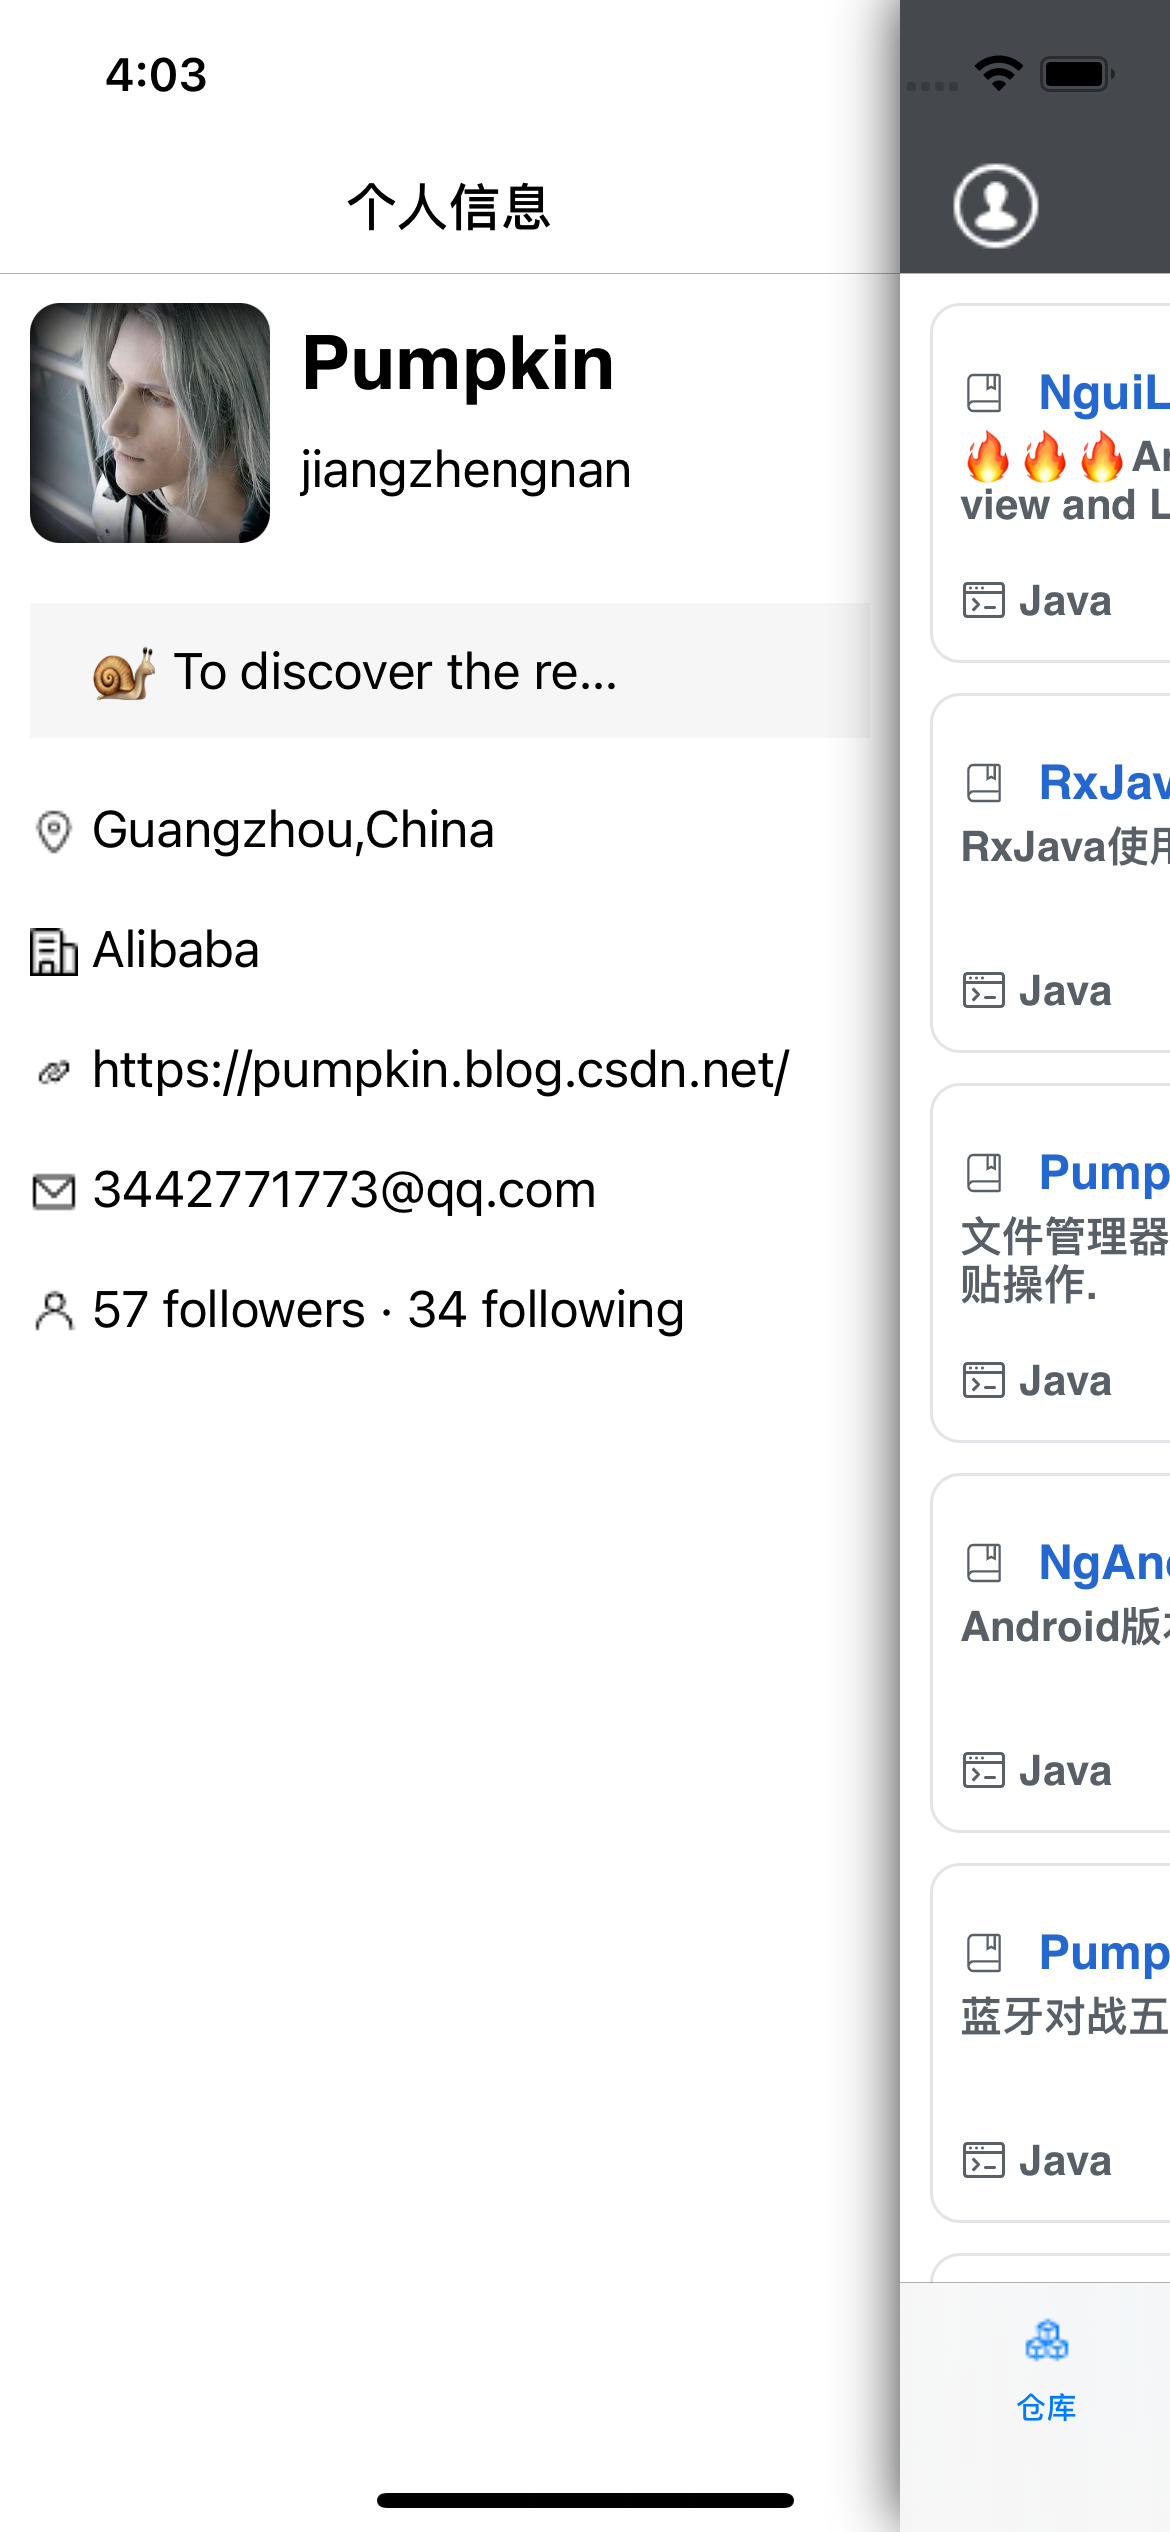 4:03
个人信息
Pumpkin
jiangzhengnan
🐌 To discover the re...
Guangzhou,China
Alibaba
https://pumpkin.blog.csdn.net/
3442771773@qq.com
57 followers · 34 following
NguiL
🔥🔥🔥Ar
view and L
Java
RxJav
RxJava使用
Java
Pump
文件管理器
贴操作.
Java
NgAnd
Android版本
Java
Pump
蓝牙对战五
Java
仓库